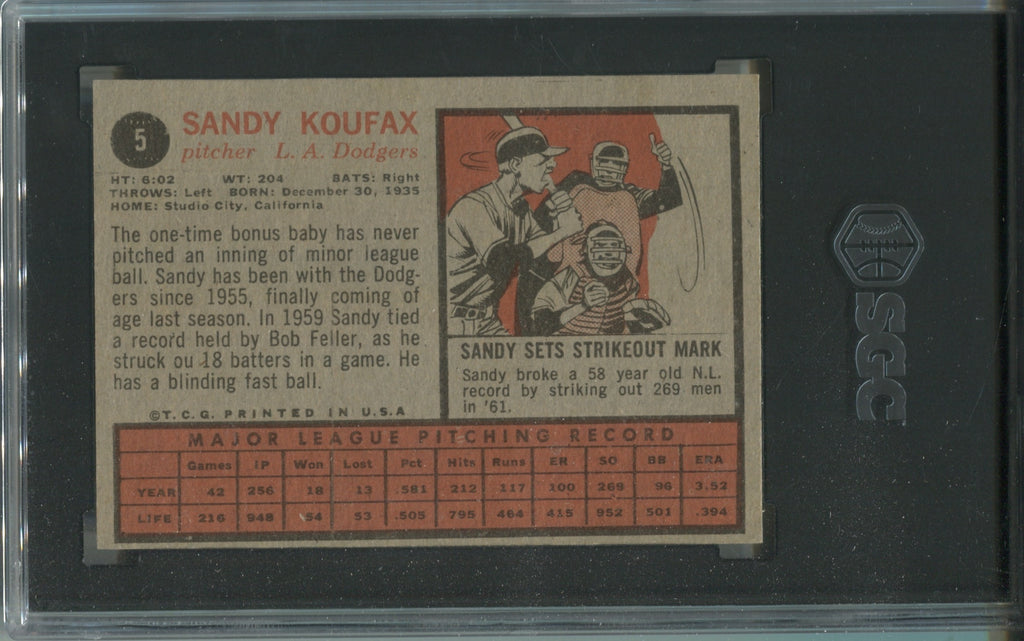 5
SANDY KOUFAX
pitcher L. A. Dodgers
HT: 6:02 WT: 204 BATS: Right
THROWS: Left BORN: December 30, 1935
HOME: Studio City, California
The one-time bonus baby has never
pitched an inning of minor league
ball. Sandy has been with the Dodg-
ers since 1955, finally coming of
age last season. In 1959 Sandy tied
a record held by Bob Feller, as he
struck ou 18 batters in a game. He
has a blinding fast ball.
©T.C.G. PRINTED IN U.S.A
SANDY SETS STRIKEOUT MARK
Sandy broke a 58 year old N.L.
record by striking out 269 men
in '61.
MAJOR LEAGUE PITCHING RECORD
Games IP Won Lost Pct Hits Runs ER SO BB ERA
YEAR 42 256 18 13 .581 212 117 100 269 96 3.52
LIFE 216 948 54 53 .505 795 464 415 952 501 .394
SGC